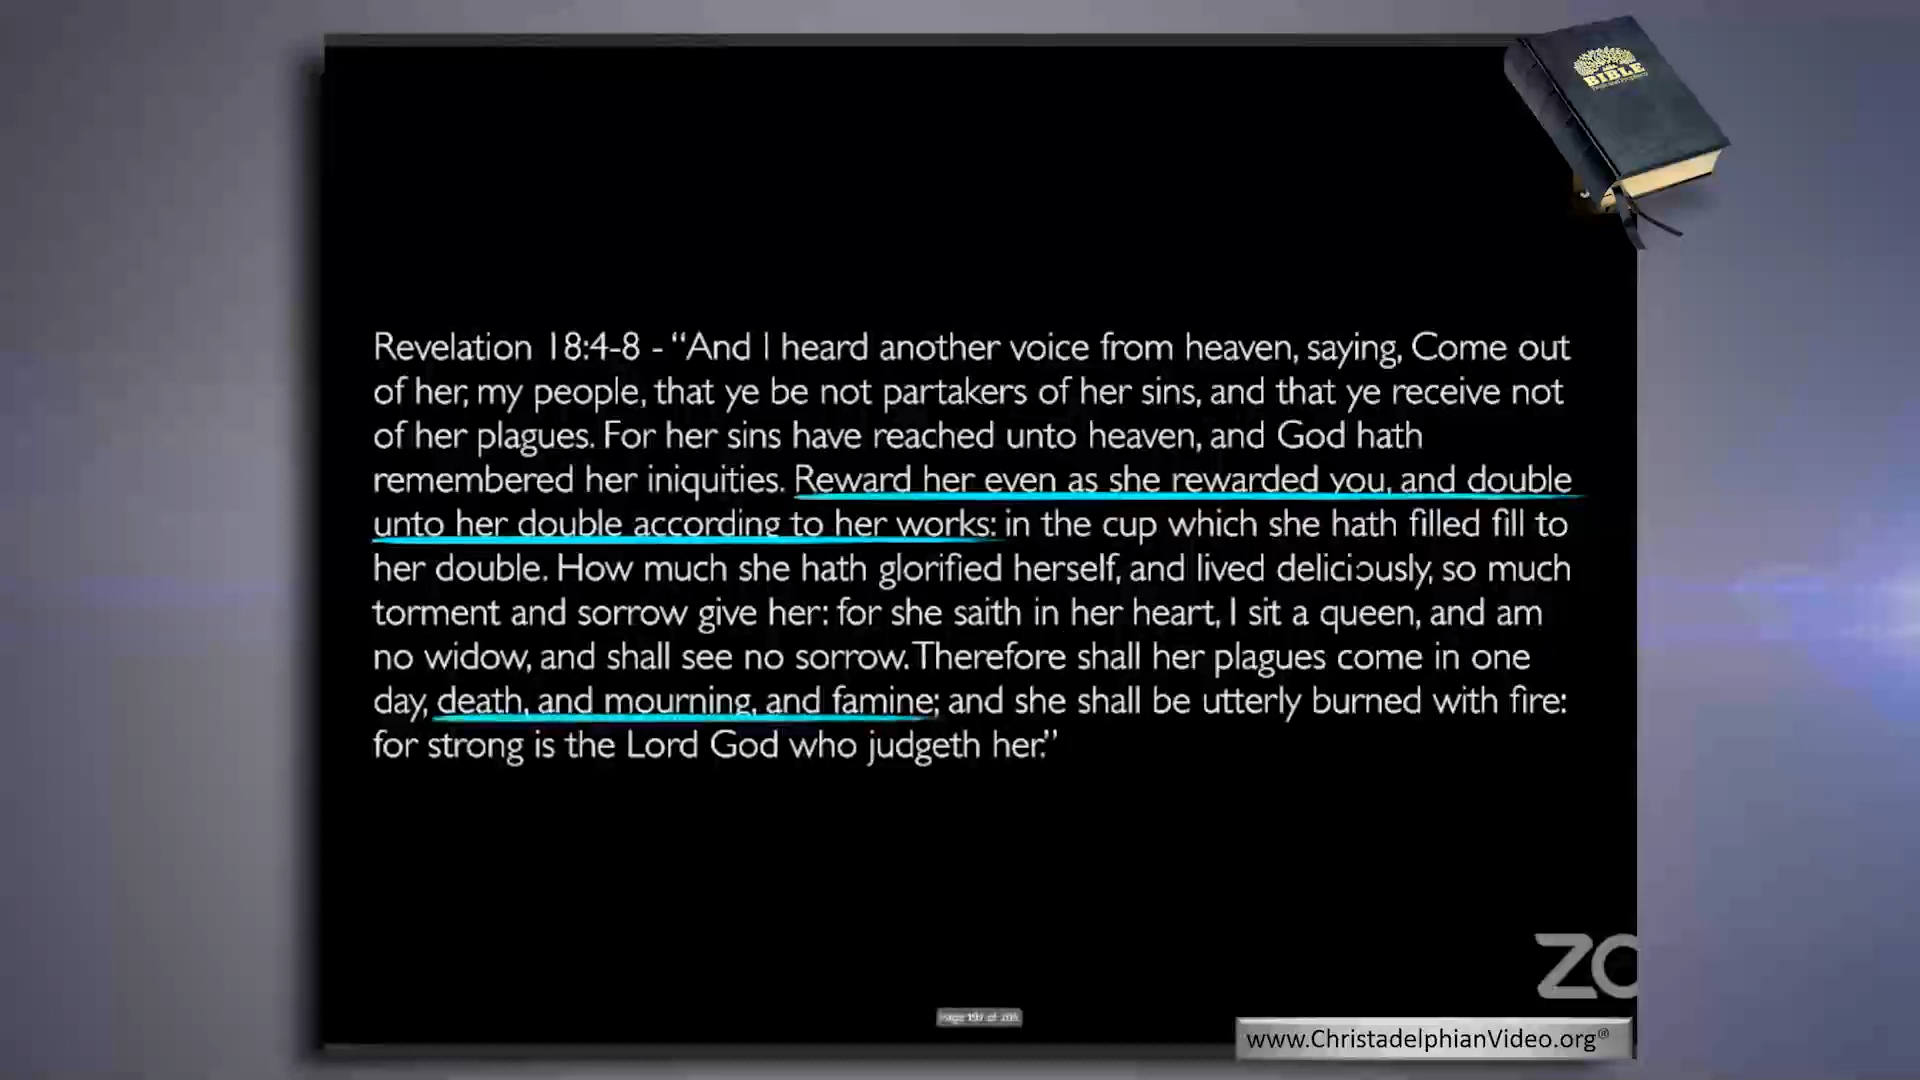 BIBLE
Revelation 18:4-8 - “And I heard another voice from heaven, saying, Come out
of her, my people, that ye be not partakers of her sins, and that ye receive not
of her plagues. For her sins have reached unto heaven, and God hath
remembered her iniquities. Reward her even as she rewarded you, and double
unto her double according to her works: in the cup which she hath filled fill to
her double. How much she hath glorified herself, and lived deliciously, so much
torment and sorrow give her: for she saith in her heart, I sit a queen, and am
no widow, and shall see no sorrow. Therefore shall her plagues come in one
day, death, and mourning, and famine; and she shall be utterly burned with fire:
for strong is the Lord God who judgeth her.”
zo
Page of
www.ChristadelphianVideo.org®